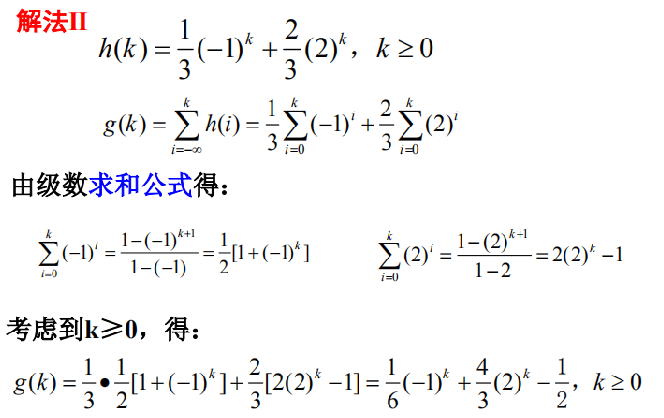 解法II
h(k) = \frac{1}{3}(-1)^k + \frac{2}{3}(2)^k, k ≥ 0
g(k) = \sum_{i=-∞}^{k} h(i) = \frac{1}{3}\sum_{i=0}^{k}(-1)^i + \frac{2}{3}\sum_{i=0}^{k}(2)^i
由级数求和公式得：
\sum_{i=0}^{k}(-1)^i = \frac{1-(-1)^{k+1}}{1-(-1)} = \frac{1}{2}[1+(-1)^k] \sum_{i=0}^{k}(2)^i = \frac{1-(2)^{k+1}}{1-2} = 2(2)^k - 1
考虑到k≥0，得：
g(k) = \frac{1}{3}•\frac{1}{2}[1+(-1)^k] + \frac{2}{3}[2(2)^k - 1] = \frac{1}{6}(-1)^k + \frac{4}{3}(2)^k - \frac{1}{2}, k ≥ 0